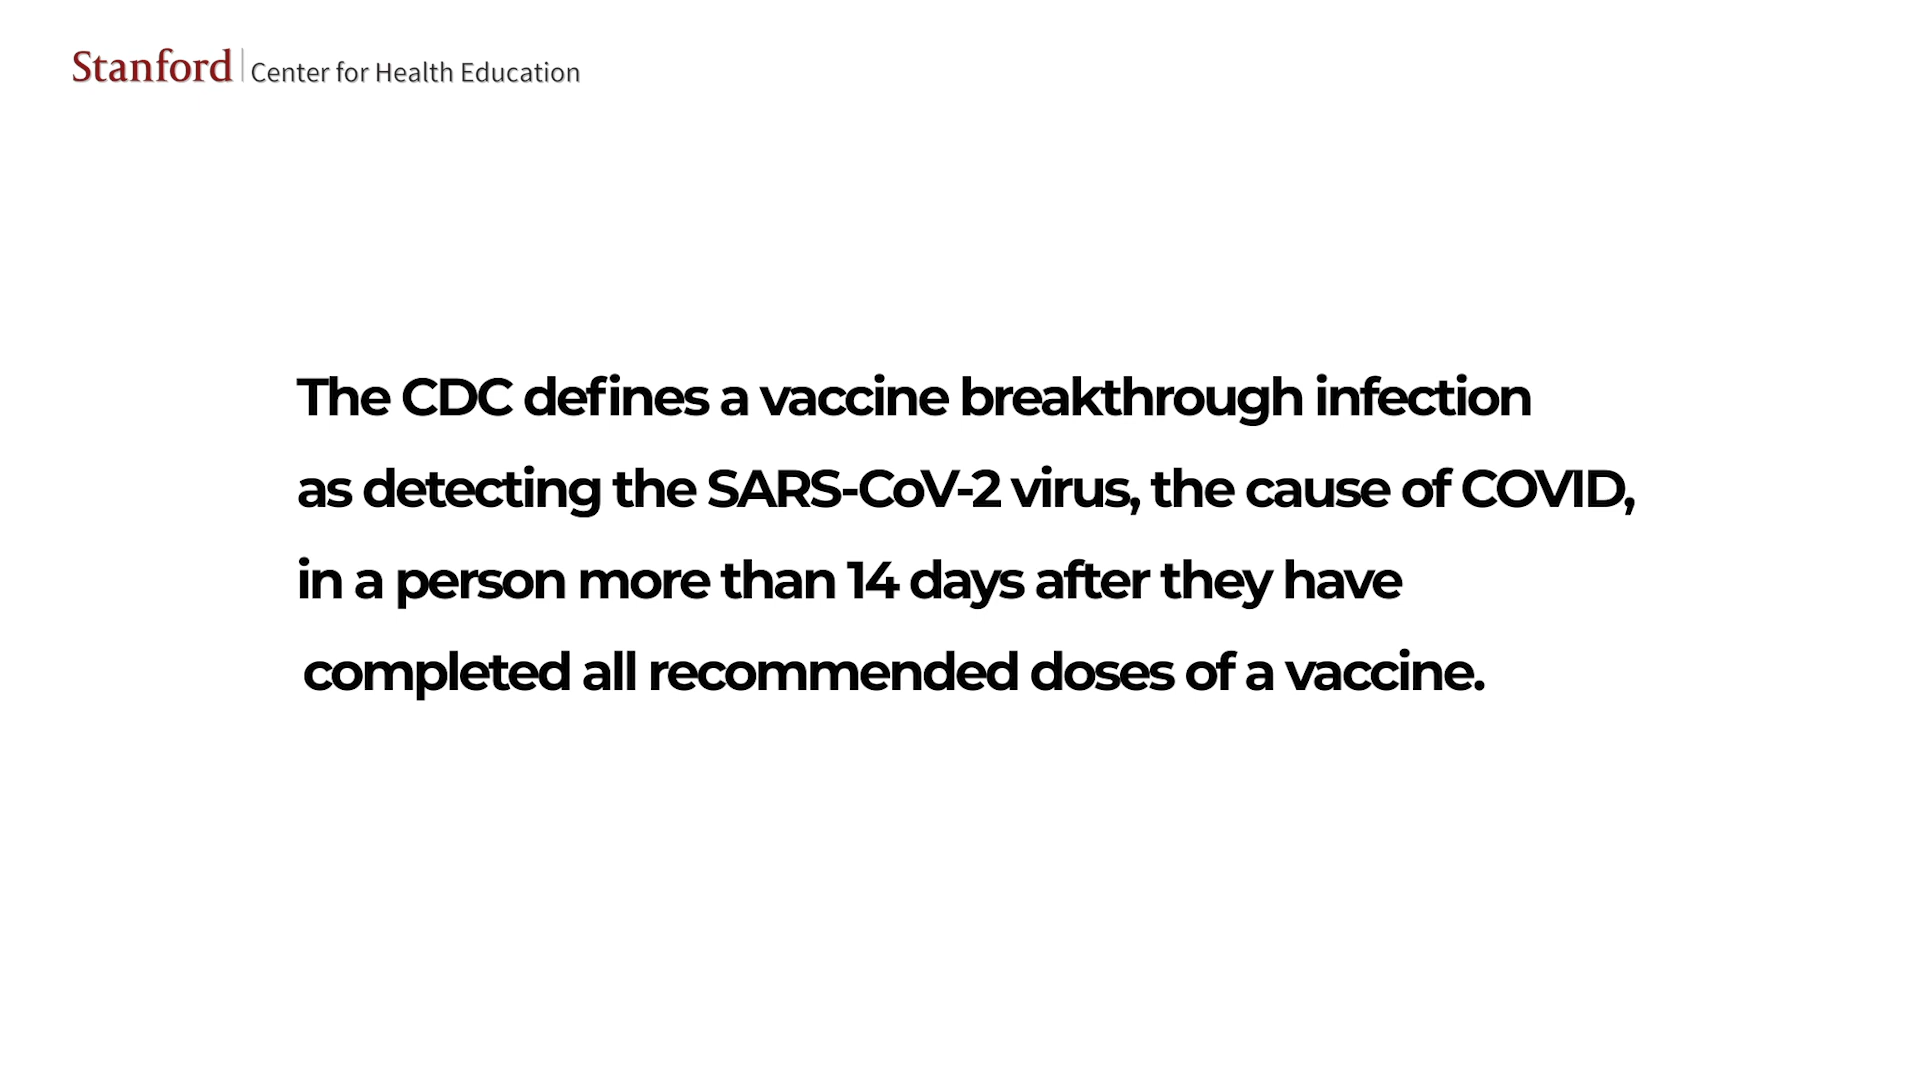 Stanford Center for Health Education
The CDC defines a vaccine breakthrough infection
as detecting the SARS-CoV-2 virus, the cause of COVID,
in a person more than 14 days after they have
completed all recommended doses of a vaccine.